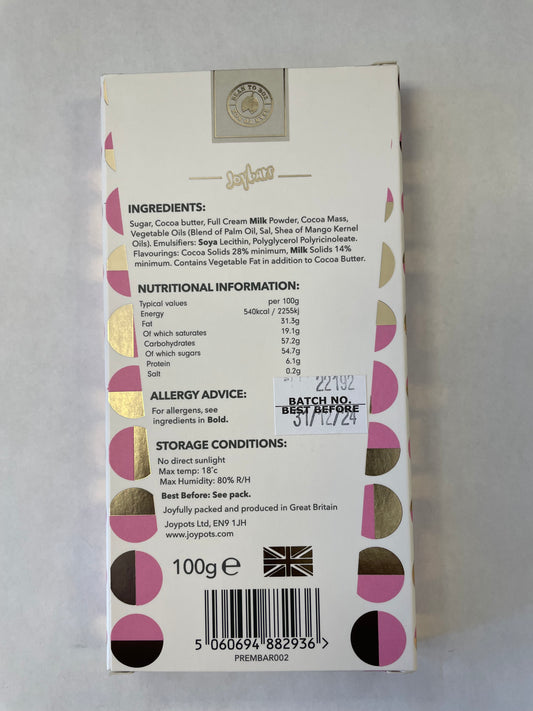 BEAN TO BOX
Joybars
INGREDIENTS:
Sugar, Cocoa butter, Full Cream Milk Powder, Cocoa Mass,
Vegetable Oils (Blend of Palm Oil, Sal, Shea of Mango Kernel
Oils). Emulsifiers: Soya Lecithin, Polyglycerol Polyricinoleate.
Flavourings: Cocoa Solids 28% minimum, Milk Solids 14%
minimum. Contains Vegetable Fat in addition to Cocoa Butter.
NUTRITIONAL INFORMATION:
Typical values per 100g
Energy 540kcal / 2255kj
Fat 31.3g
Of which saturates 19.1g
Carbohydrates 57.2g
Of which sugars 54.7g
Protein 6.1g
Salt 0.2g
22192
BATCH NO.
BEST BEFORE
31/12/24
ALLERGY ADVICE:
For allergens, see
ingredients in Bold.
STORAGE CONDITIONS:
No direct sunlight
Max temp: 18°c
Max Humidity: 80% R/H
Best Before: See pack.
Joyfully packed and produced in Great Britain
Joypots Ltd, EN9 1JH
www.joypots.com
100g e
5 060694 882936 >
PREMBAR002